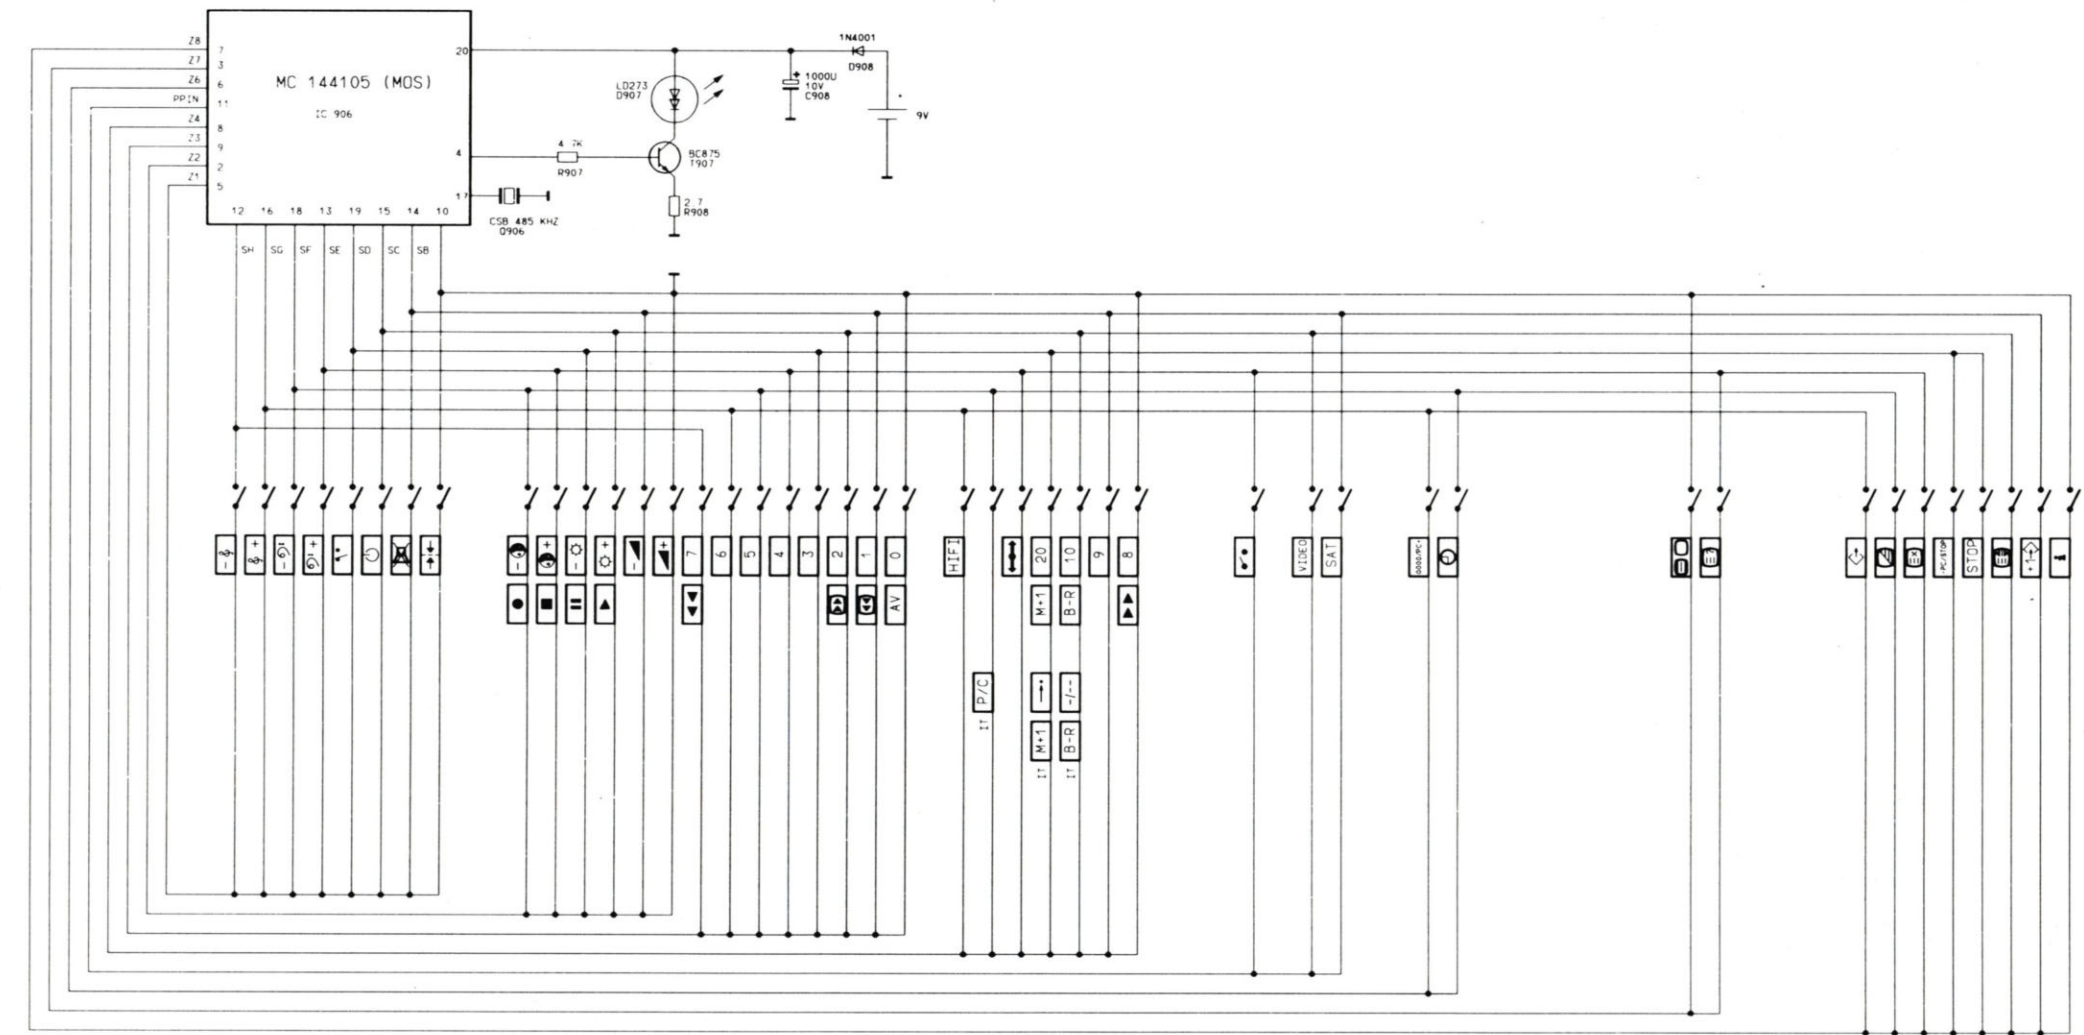 Z8
7
Z7
3
Z6
6
PPIN
11
Z4
8
Z3
9
Z2
2
Z1
5
MC 144105 (MOS)
IC 906
20
4
17
12 16 18 13 19 15 14 10
SH SG SF SE SD SC SB
1N4001
D908
+ 1000U
10V
C908
9V
LD273
D907
4.7K
R907
BC875
T907
2.7
R908
CSB 485 KHZ
Q906
-
+
-
+
-
+
-
+
-
+
7
6
5
4
3
2
1
0
AV
HIFI
20
10
9
8
M+1
B-R
P/C
IT
-/--
M+1
IT
B-R
IT
VIDEO
SAT
STOP